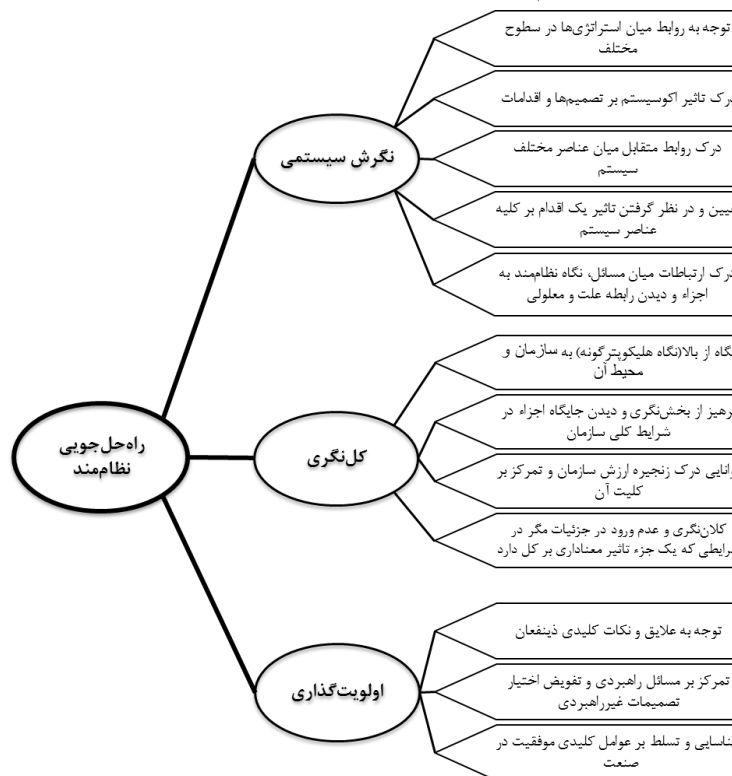 توجه به روابط میان استراتژی‌ها در سطوح
مختلف
درک تاثیر اکوسیستم بر تصمیم‌ها و اقدامات
نگرش سیستمی
درک روابط متقابل میان عناصر مختلف
سیستم
و در نظر گرفتن تاثیر یک اقدام بر کلیه
عناصر سیستم
درک ارتباطات میان مسائل، نگاه نظام‌مند به
اجزاء و دیدن رابطه علت و معلولی
نگاه از بالا(نگاه هلیکوپترگونه) به سازمان و
محیط آن
پرهیز از بخش‌نگری و دیدن جایگاه اجزاء در
شرایط کلی سازمان
راه‌حل‌جویی
نظام‌مند
کل‌نگری
توانایی درک زنجیره ارزش سازمان و تمرکز بر
کلیت آن
کلان‌نگری و عدم ورود در جزئیات مگر در
شرایطی که یک جزء تاثیر معناداری بر کل دارد
توجه به علایق و نکات کلیدی ذینفعان
اولویت‌گذاری
تمرکز بر مسائل راهبردی و تفویض اختیار
تصمیمات غیرراهبردی
شناسایی و تسلط بر عوامل کلیدی موفقیت در
صنعت